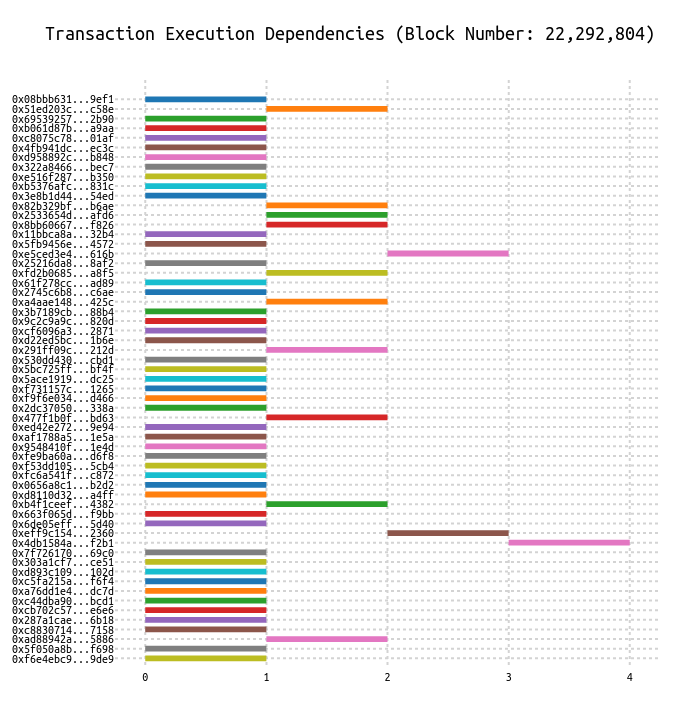 Transaction Execution Dependencies (Block Number: 22,292,804)
0x08bbb631...9ef1
0x51ed203c...c58e
0x69539257...2b90
0xb061d87b...a9aa
0xc8075c78...01af
0x4fb941dc...ec3c
0xd958892c...b848
0x322a8466...bec7
0xe516f287...b350
0xb5376afc...831c
0x3e8b1d44...54ed
0x82b329bf...b6ae
0x2533654d...afd6
0x8bb60667...f826
0x11bbca8a...32b4
0x5fb9456e...4572
0xe5ced3e4...616b
0x25216da8...8af2
0xfd2b0685...a8f5
0x61f278cc...ad89
0x2745c6b8...c6ae
0xa4aae148...425c
0x3b7189cb...88b4
0x9c2c9a9c...820d
0xcf6096a3...2871
0xd22ed5bc...1b6e
0x291ff09c...212d
0x530dd430...cbd1
0x5bc725ff...bf4f
0x5ace1919...dc25
0xf731157c...1265
0xf9f6e034...d466
0x2dc37050...338a
0x477f1b0f...bd63
0xed42e272...9e94
0xaf1788a5...1e5a
0x9548410f...1e4d
0xfe9ba60a...d6f8
0xf53dd105...5cb4
0xfc6a541f...c872
0x0656a8c1...b2d2
0xd8110d32...a4ff
0xb4f1ceef...4382
0x663f065d...f9bb
0x6de05eff...5d40
0xeff9c154...2360
0x4db1584a...f2b1
0x7f726170...69c0
0x303a1cf7...ce51
0xd893c109...102d
0xc5fa215a...f6f4
0xa76dd1e4...dc7d
0xc44dba90...bcd1
0xcb702c57...e6e6
0x287a1cae...6b18
0xc8830714...7158
0xad88942a...5886
0x5f050a8b...f698
0xf6e4ebc9...9de9
0 1 2 3 4